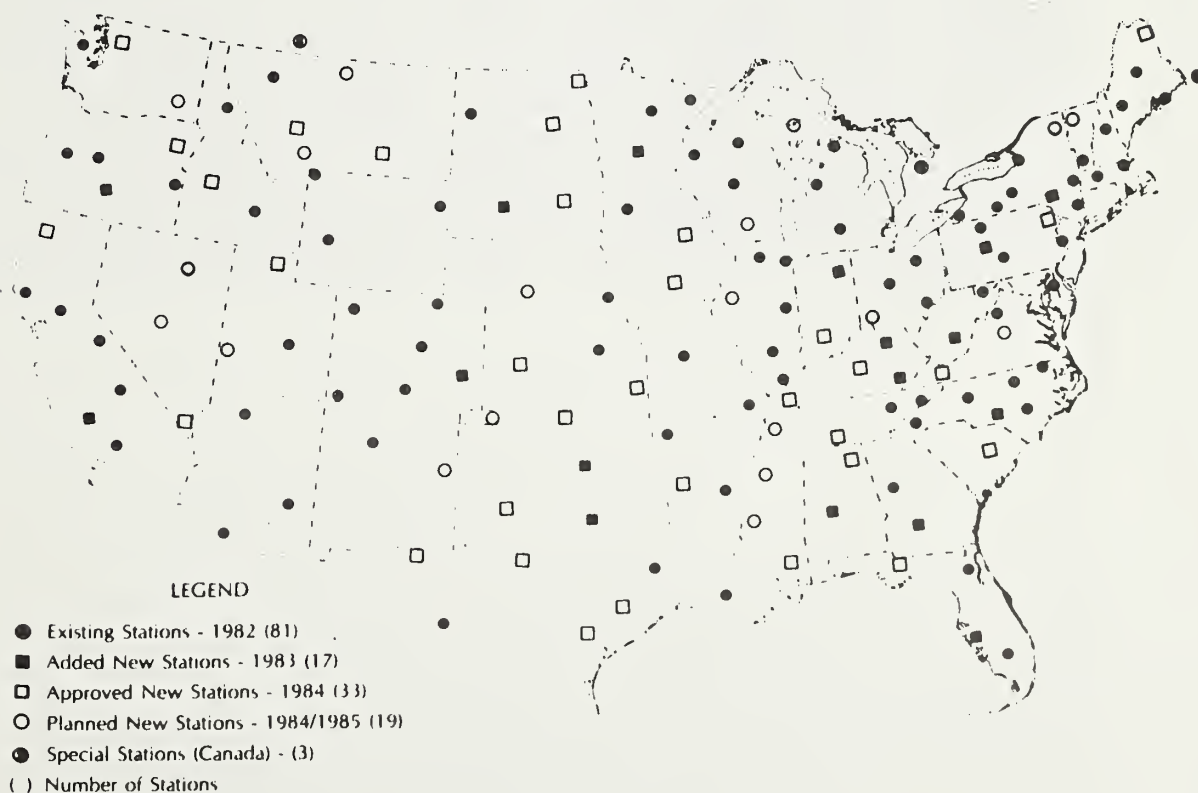 LEGEND
Existing Stations - 1982 (81)
Added New Stations - 1983 (17)
Approved New Stations - 1984 (33)
Planned New Stations - 1984/1985 (19)
Special Stations (Canada) - (3)
( ) Number of Stations